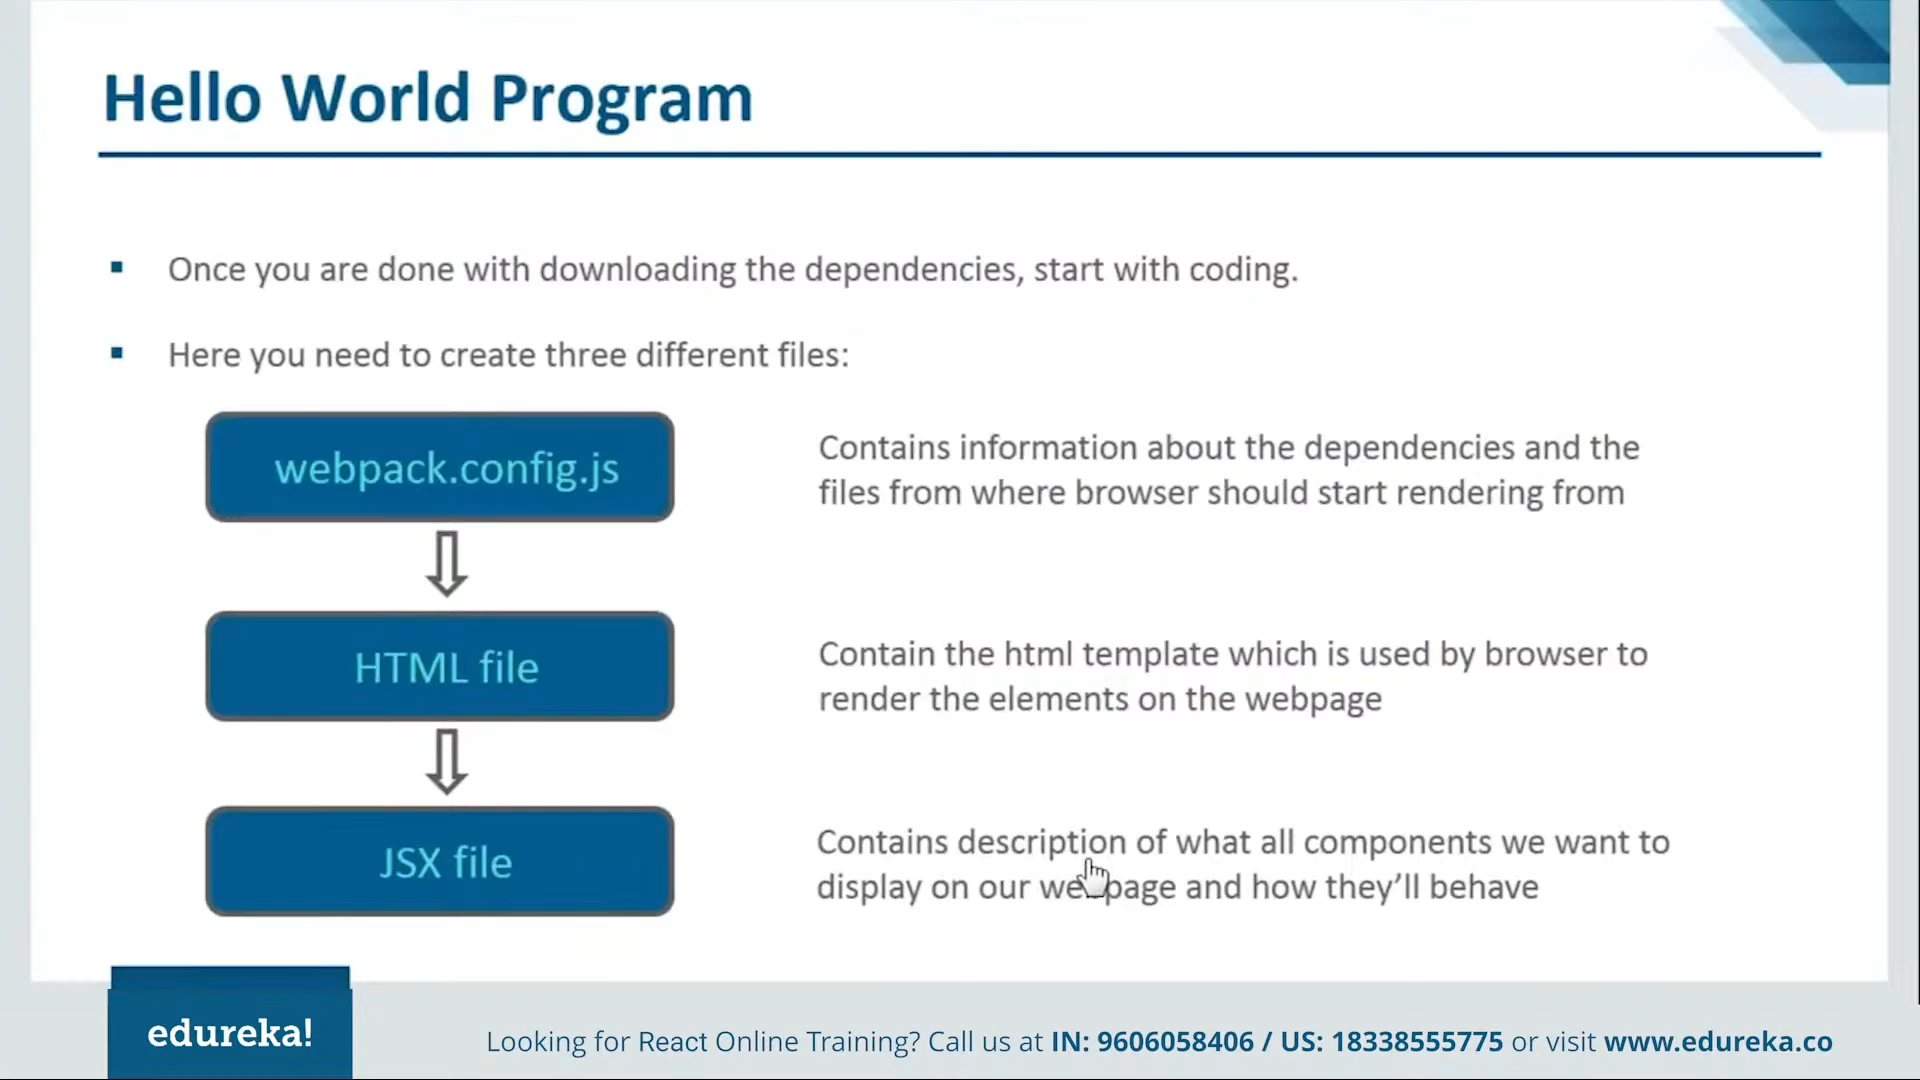 Hello World Program
Once you are done with downloading the dependencies, start with coding.
Here you need to create three different files:
webpack.config.js
Contains information about the dependencies and the
files from where browser should start rendering from
HTML file
Contain the html template which is used by browser to
render the elements on the webpage
JSX file
Contains description of what all components we want to
display on our webpage and how they’ll behave
edureka!
Looking for React Online Training? Call us at IN: 9606058406 / US: 18338555775 or visit www.edureka.co